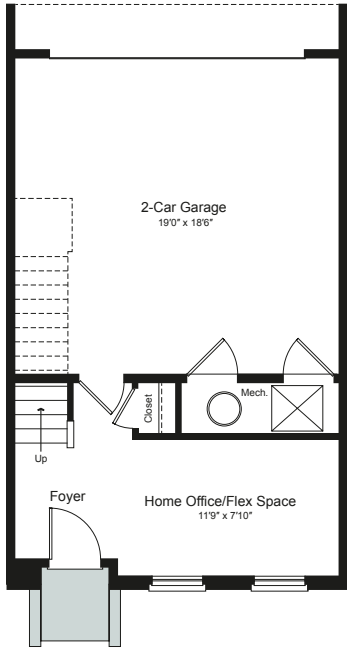 2-Car Garage
19'0" x 18'6"
Mech.
Closet
Up
Foyer
Home Office/Flex Space
11'9" x 7'10"